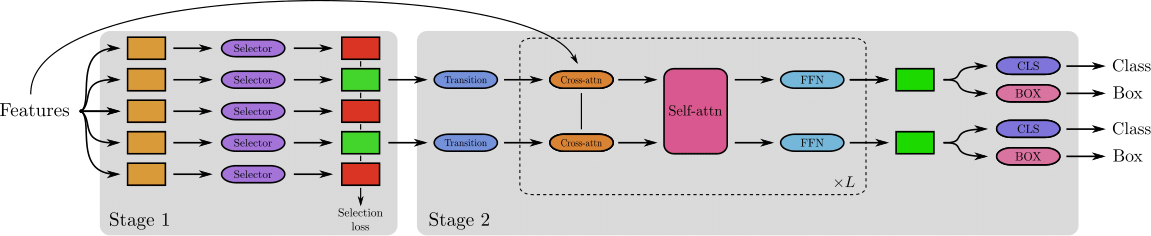 Features
Selector
Selector
Selector
Selector
Selector
Selection
loss
Stage 1
Transition
Cross-attn
Transition
Cross-attn
Self-attn
FFN
FFN
×L
CLS
Class
BOX
Box
CLS
Class
BOX
Box
Stage 2